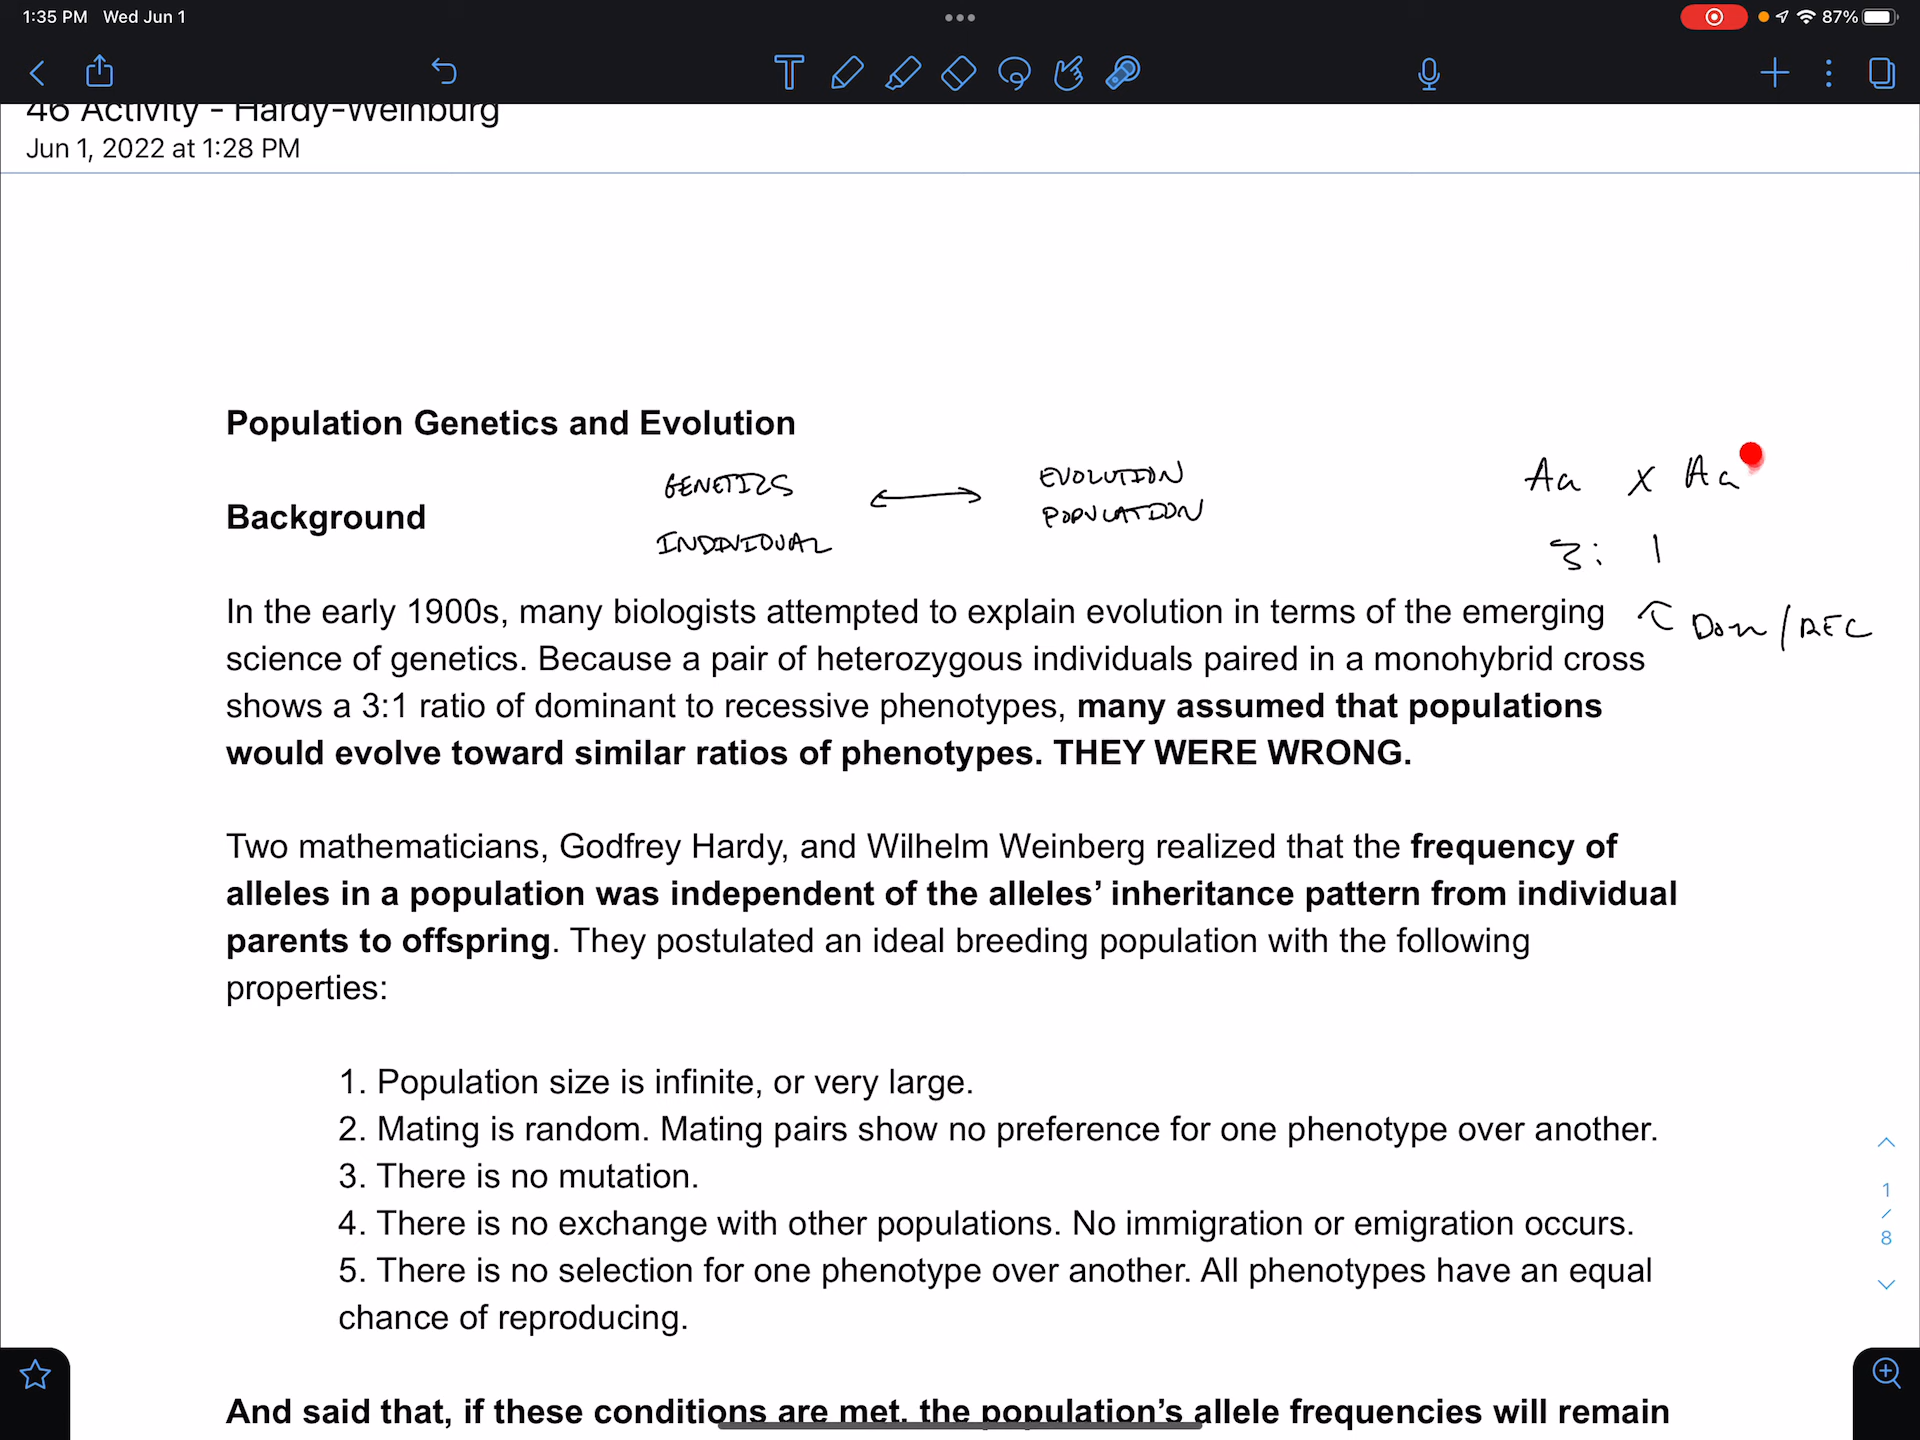 1:35 PM Wed Jun 1
87%
46 Activity - Hardy-Weinburg
Jun 1, 2022 at 1:28 PM
Population Genetics and Evolution
GENETICS
EVOLUTION
Aa x Aa
Background
POPULATION
INDIVIDUAL
3: 1
In the early 1900s, many biologists attempted to explain evolution in terms of the emerging
Dom/REC
science of genetics. Because a pair of heterozygous individuals paired in a monohybrid cross
shows a 3:1 ratio of dominant to recessive phenotypes, many assumed that populations
would evolve toward similar ratios of phenotypes. THEY WERE WRONG.
Two mathematicians, Godfrey Hardy, and Wilhelm Weinberg realized that the frequency of
alleles in a population was independent of the alleles’ inheritance pattern from individual
parents to offspring. They postulated an ideal breeding population with the following
properties:
1. Population size is infinite, or very large.
2. Mating is random. Mating pairs show no preference for one phenotype over another.
3. There is no mutation.
4. There is no exchange with other populations. No immigration or emigration occurs.
5. There is no selection for one phenotype over another. All phenotypes have an equal
chance of reproducing.
1
/
8
And said that, if these conditions are met, the population’s allele frequencies will remain